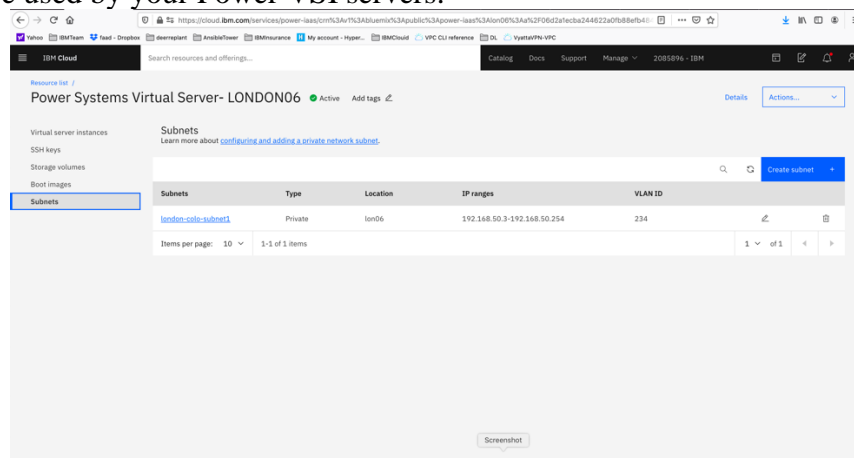 e used by your Power VSI servers.
https://cloud.ibm.com/services/power-iaas/crn%3Av1%3Abluemix%3Apublic%3Apower-iaas%3Alon06%3Aa%2F06d2a1ecba244622a0fb88efb48
Yahoo IBMTeam faad - Dropbox deerreplant AnsibleTower IBMInsurance My account - Hyper... IBMClouid VPC CLI reference DL VyattaVPN-VPC
IBM Cloud Search resources and offerings... Catalog Docs Support Manage 2085896 - IBM
Resource list /
Power Systems Virtual Server- LONDON06 Active Add tags Details Actions...
Virtual server instances
SSH keys
Storage volumes
Boot images
Subnets
Subnets
Learn more about configuring and adding a private network subnet.
Create subnet +
Subnets Type Location IP ranges VLAN ID
london-colo-subnet1 Private lon06 192.168.50.3-192.168.50.254 234
Items per page: 10 1-1 of 1 items 1 of 1
Screenshot